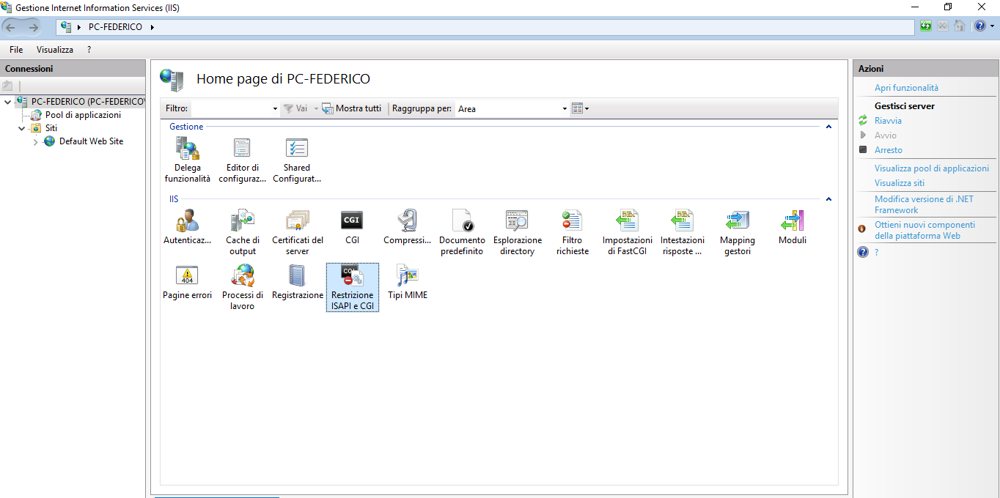 Gestione Internet Information Services (IIS)
PC-FEDERICO
File Visualizza ?
Connessioni
PC-FEDERICO (PC-FEDERICO\
Pool di applicazioni
Siti
Default Web Site
Home page di PC-FEDERICO
Filtro: Vai Mostra tutti Raggruppa per: Area
Gestione
Delega funzionalità
Editor di configuraz...
Shared Configurat...
IIS
Autenticaz...
Cache di output
Certificati del server
CGI
CGI
Compressi...
Documento predefinito
Esplorazione directory
Filtro richieste
Impostazioni di FastCGI
Intestazioni risposte ...
Mapping gestori
Moduli
404
Pagine errori
Processi di lavoro
Registrazione
CGI
Restrizione ISAPI e CGI
Tipi MIME
Azioni
Apri funzionalità
Gestisci server
Riavvia
Avvio
Arresto
Visualizza pool di applicazioni
Visualizza siti
Modifica versione di .NET
Framework
Ottieni nuovi componenti
della piattaforma Web
?